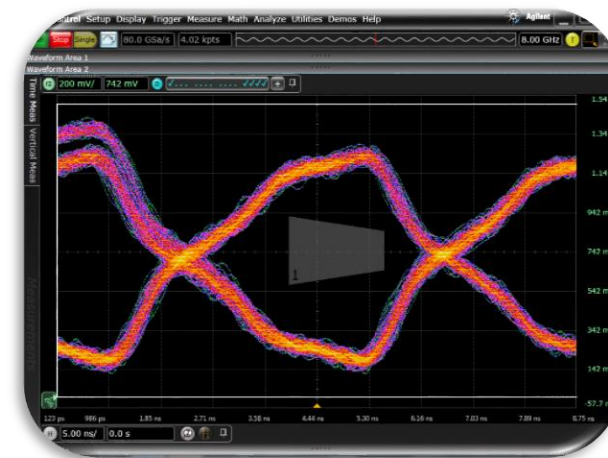 Control Setup Display Trigger Measure Math Analyze Utilities Demos Help
Agilent
Stop Single 80.0 GSa/s 4.02 kpts 8.00 GHz T
Waveform Area 1
Waveform Area 2
200 mV/ 742 mV
Time Meas
Vertical Meas
Measurements
1.54
1.14
942 m
742 m
542 m
342 m
142 m
-57.7
1
123 ps 986 ps 1.85 ns 2.71 ns 3.58 ns 4.44 ns 5.30 ns 6.16 ns 7.03 ns 7.89 ns 8.75 ns
H 5.00 ns/ 0.0 s